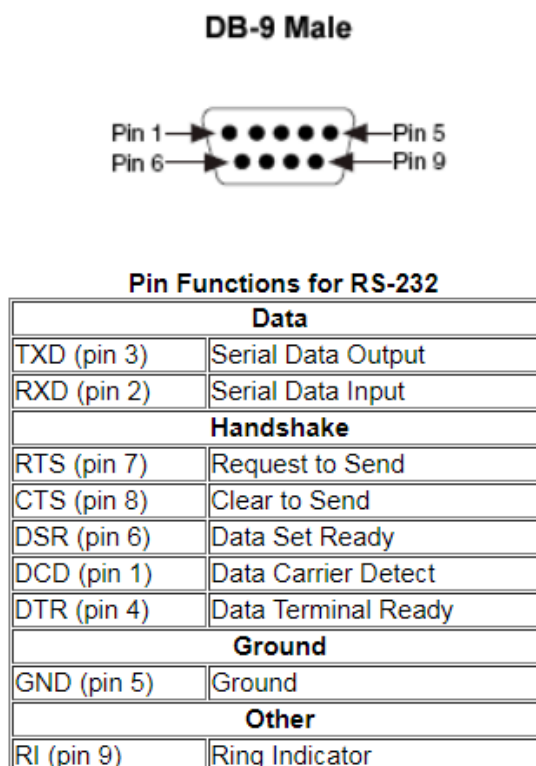 DB-9 Male
Pin 1 Pin 5
Pin 6 Pin 9
Pin Functions for RS-232
Data
TXD (pin 3) Serial Data Output
RXD (pin 2) Serial Data Input
Handshake
RTS (pin 7) Request to Send
CTS (pin 8) Clear to Send
DSR (pin 6) Data Set Ready
DCD (pin 1) Data Carrier Detect
DTR (pin 4) Data Terminal Ready
Ground
GND (pin 5) Ground
Other
RI (pin 9) Ring Indicator